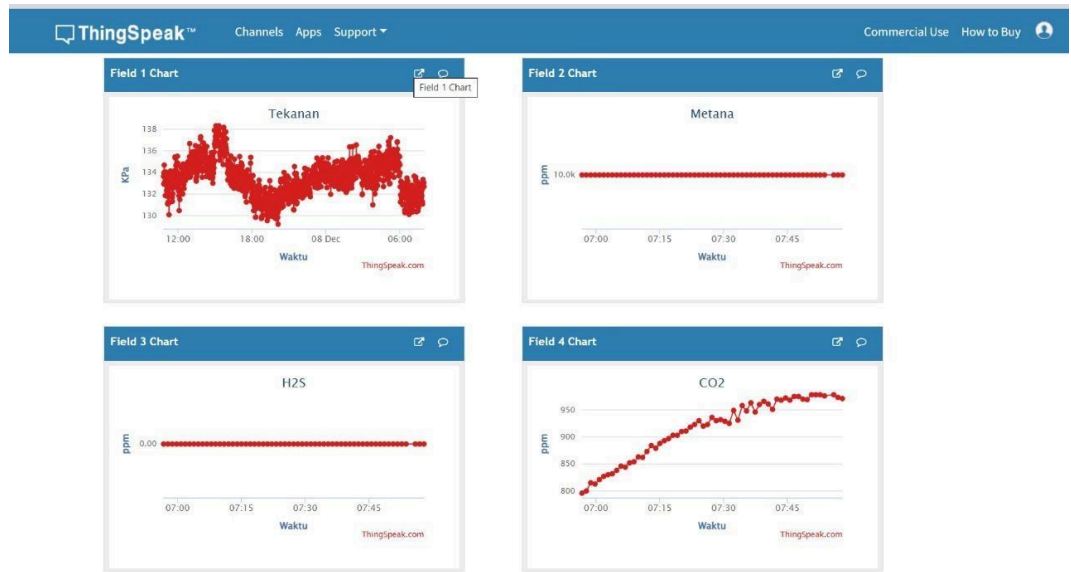 ThingSpeak™ Channels Apps Support Commercial Use How to Buy
Field 1 Chart
Field 1 Chart
Tekanan
138
136
134
132
130
KPa
12:00 18:00 08 Dec 06:00
Waktu
ThingSpeak.com
Field 2 Chart
Metana
ppm
10.0k
07:00 07:15 07:30 07:45
Waktu
ThingSpeak.com
Field 3 Chart
H2S
ppm
0.00
07:00 07:15 07:30 07:45
Waktu
ThingSpeak.com
Field 4 Chart
CO2
950
900
850
800
ppm
07:00 07:15 07:30 07:45
Waktu
ThingSpeak.com